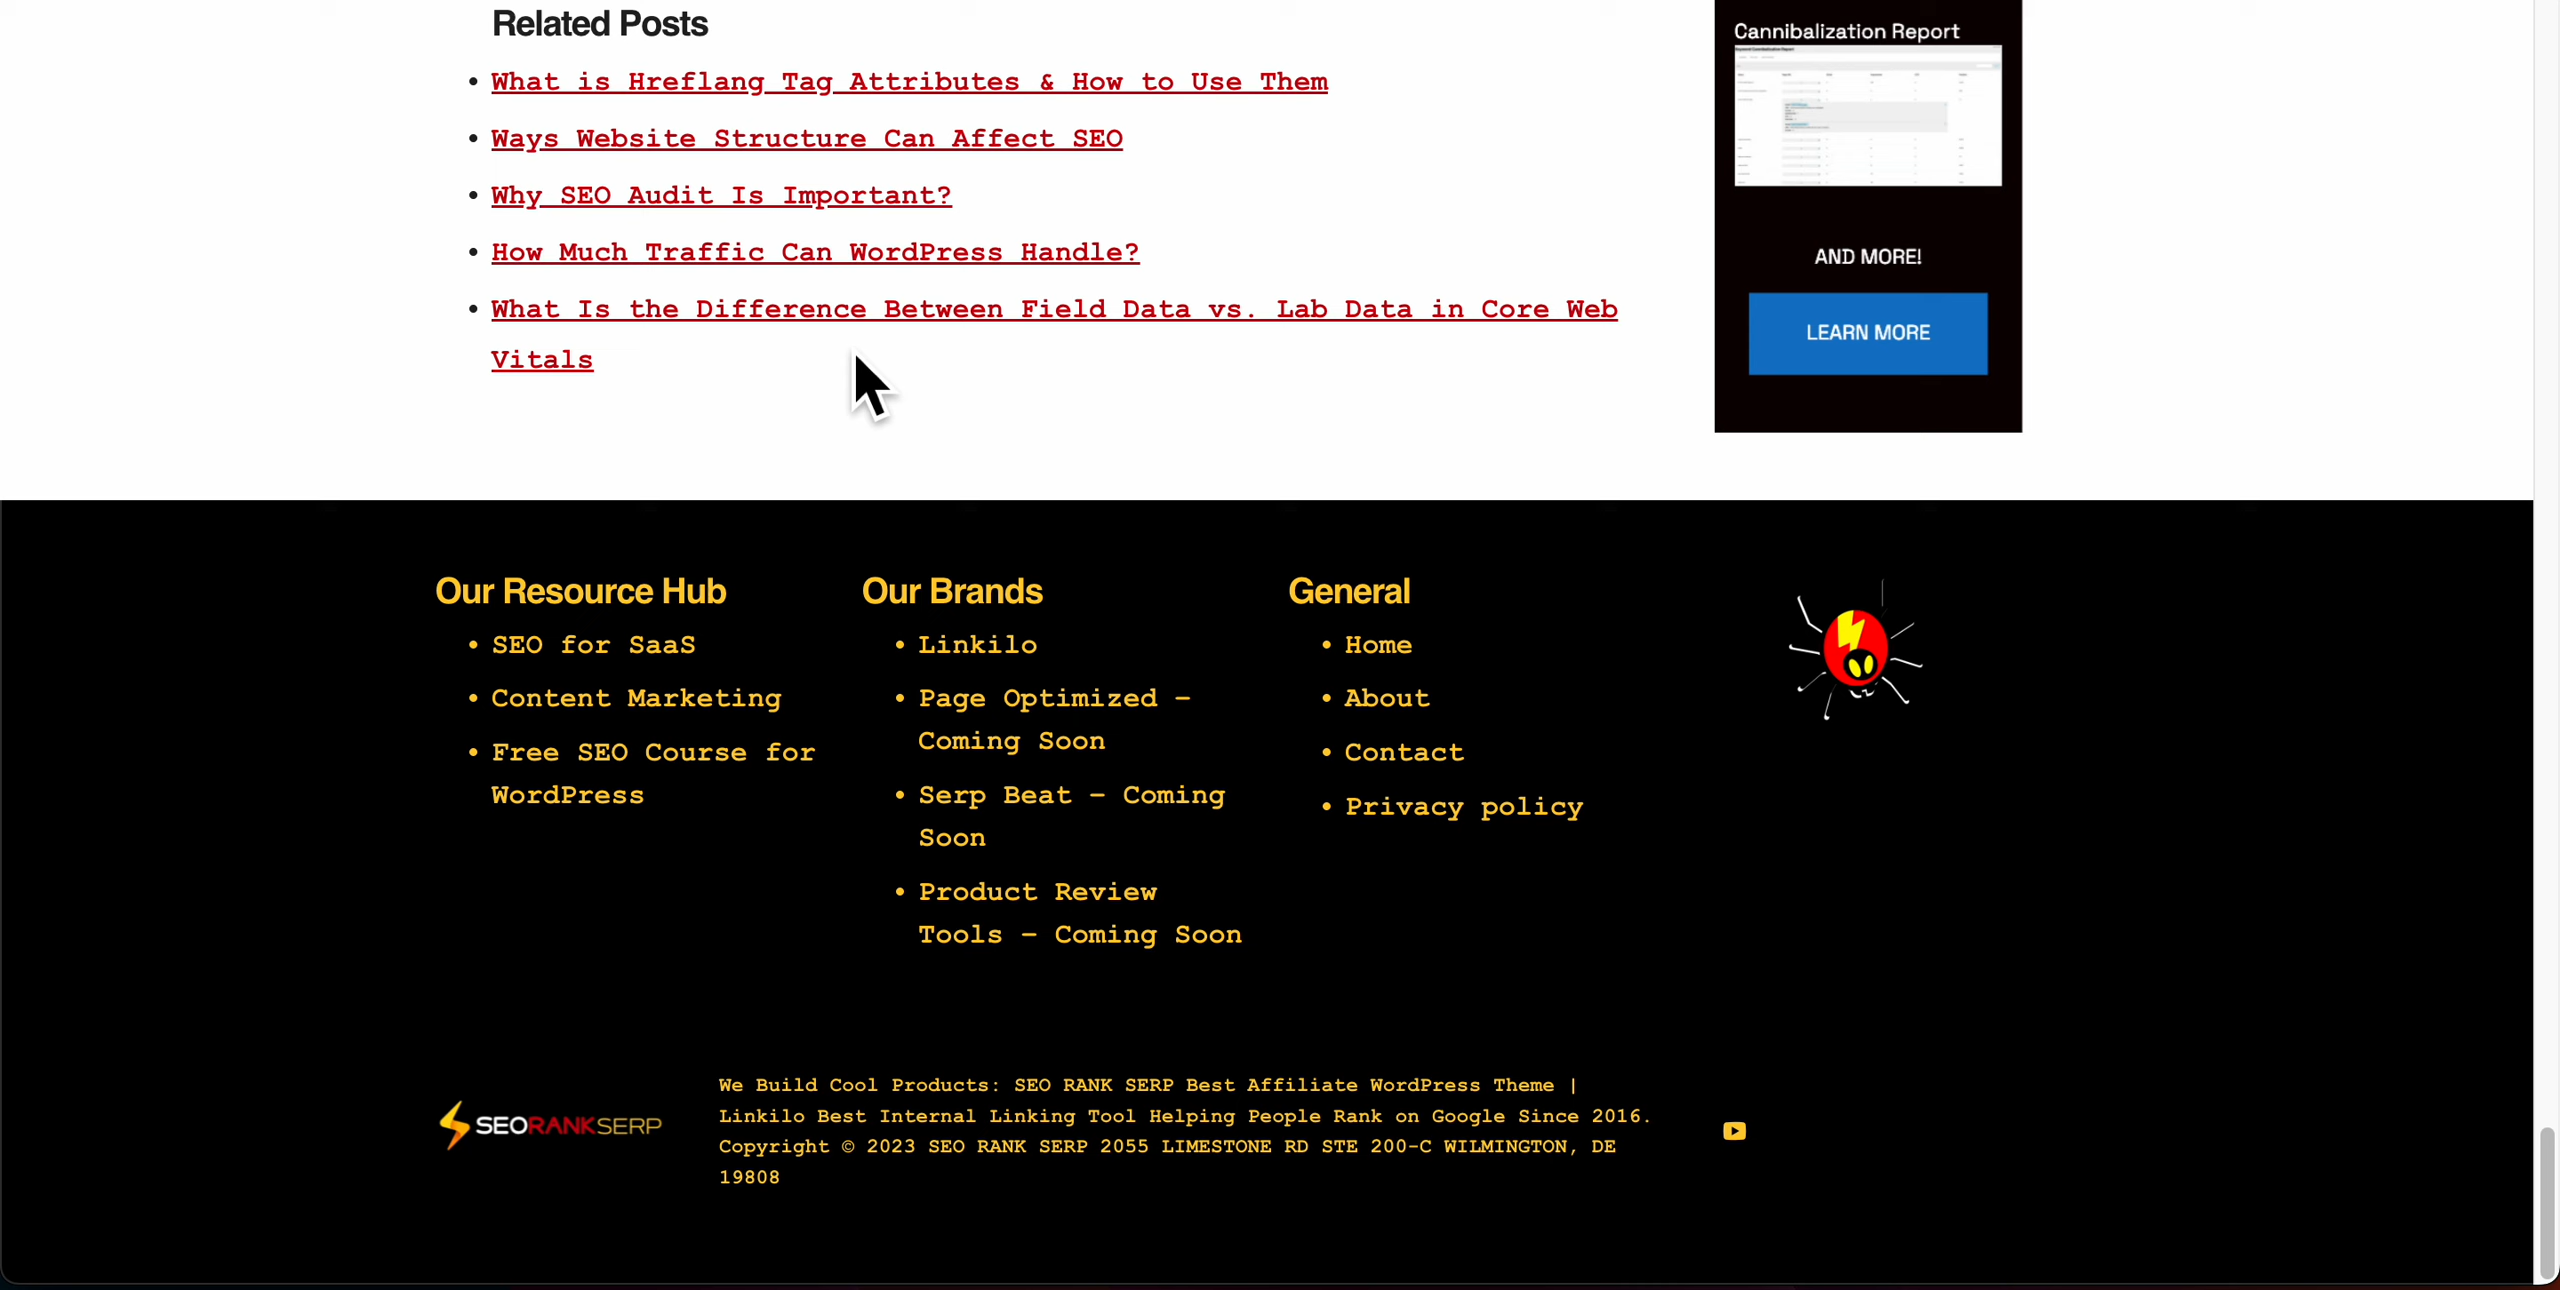 Related Posts
What is Hreflang Tag Attributes & How to Use Them
Ways Website Structure Can Affect SEO
Why SEO Audit Is Important?
How Much Traffic Can WordPress Handle?
What Is the Difference Between Field Data vs. Lab Data in Core Web
Vitals
Cannibalization Report
AND MORE!
LEARN MORE
Our Resource Hub
SEO for SaaS
Content Marketing
Free SEO Course for
WordPress
Our Brands
Linkilo
Page Optimized –
Coming Soon
Serp Beat – Coming
Soon
Product Review
Tools – Coming Soon
General
Home
About
Contact
Privacy policy
SEORANKSERP
We Build Cool Products: SEO RANK SERP Best Affiliate WordPress Theme |
Linkilo Best Internal Linking Tool Helping People Rank on Google Since 2016.
Copyright © 2023 SEO RANK SERP 2055 LIMESTONE RD STE 200-C WILMINGTON, DE
19808